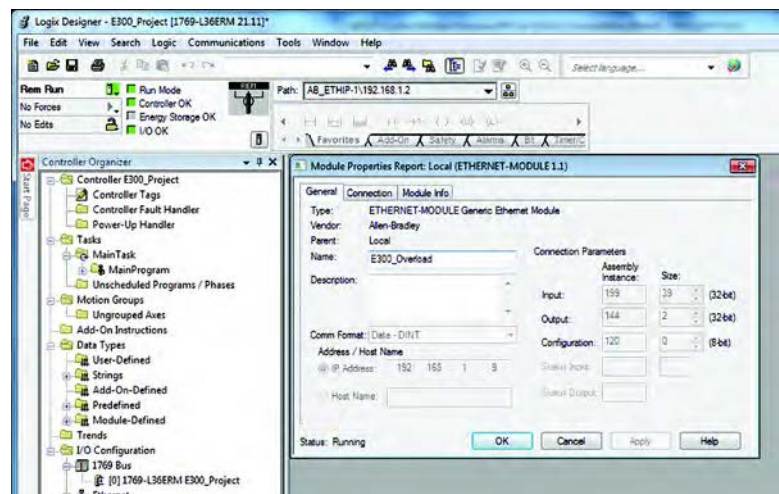 Logix Designer - E300_Project [1769-L36ERM 21.11]*
File Edit View Search Logic Communications Tools Window Help
Select language...
Rem Run
Run Mode
No Forces
Controller OK
Energy Storage OK
No Edits
I/O OK
REM
Path: AB_ETHIP-1\192.168.1.2
Favorites Add-On Safety Alarms Bit Timer/C
Start Page
Controller Organizer
Controller E300_Project
Controller Tags
Controller Fault Handler
Power-Up Handler
Tasks
MainTask
MainProgram
Unscheduled Programs / Phases
Motion Groups
Ungrouped Axes
Add-On Instructions
Data Types
User-Defined
Strings
Add-On-Defined
Predefined
Module-Defined
Trends
I/O Configuration
1769 Bus
[0] 1769-L36ERM E300_Project
Ethernet
Module Properties Report: Local (ETHERNET-MODULE 1.1)
General Connection Module Info
Type: ETHERNET-MODULE Generic Ethernet Module
Vendor: Allen-Bradley
Parent: Local
Name: E300_Overload
Description:
Comm Format: Data - DINT
Address / Host Name
IP Address: 192 168 1 9
Host Name:
Connection Parameters
Assembly Instance: Size:
Input: 199 39 (32-bit)
Output: 144 2 (32-bit)
Configuration: 120 0 (8-bit)
Status Input:
Status Output:
Status: Running
OK Cancel Apply Help